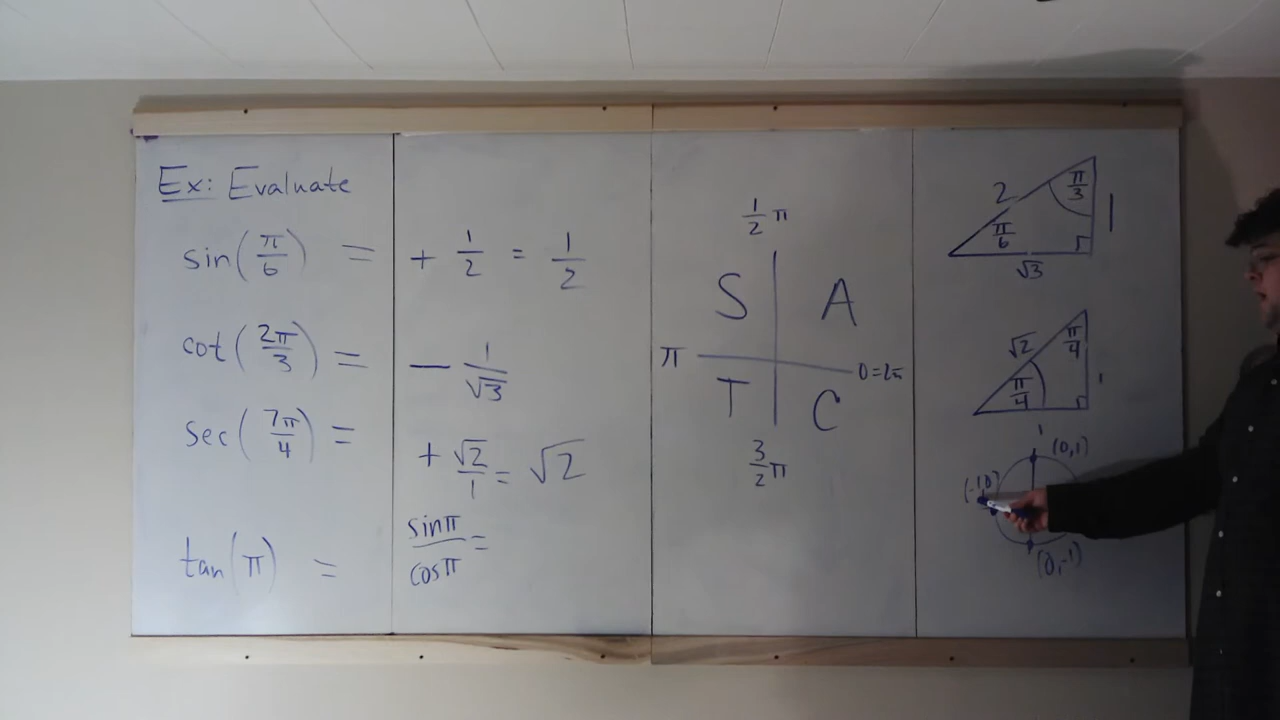 Ex: Evaluate
sin(π/6) = + 1/2 = 1/2
cot(2π/3) = − 1/√3
sec(7π/4) = + √2/1 = √2
tan(π) = sinπ/cosπ =
1/2 π
S A
π 0=2π
T C
3/2 π
2 π/3 1
π/6
√3
√2 π/4
π/4 1
1
(0,1)
(-1,0)
(0,-1)